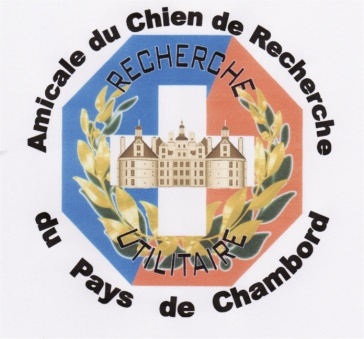 Amicale du Chien de Recherche
RECHERCHE
UTILITAIRE
du Pays de Chambord